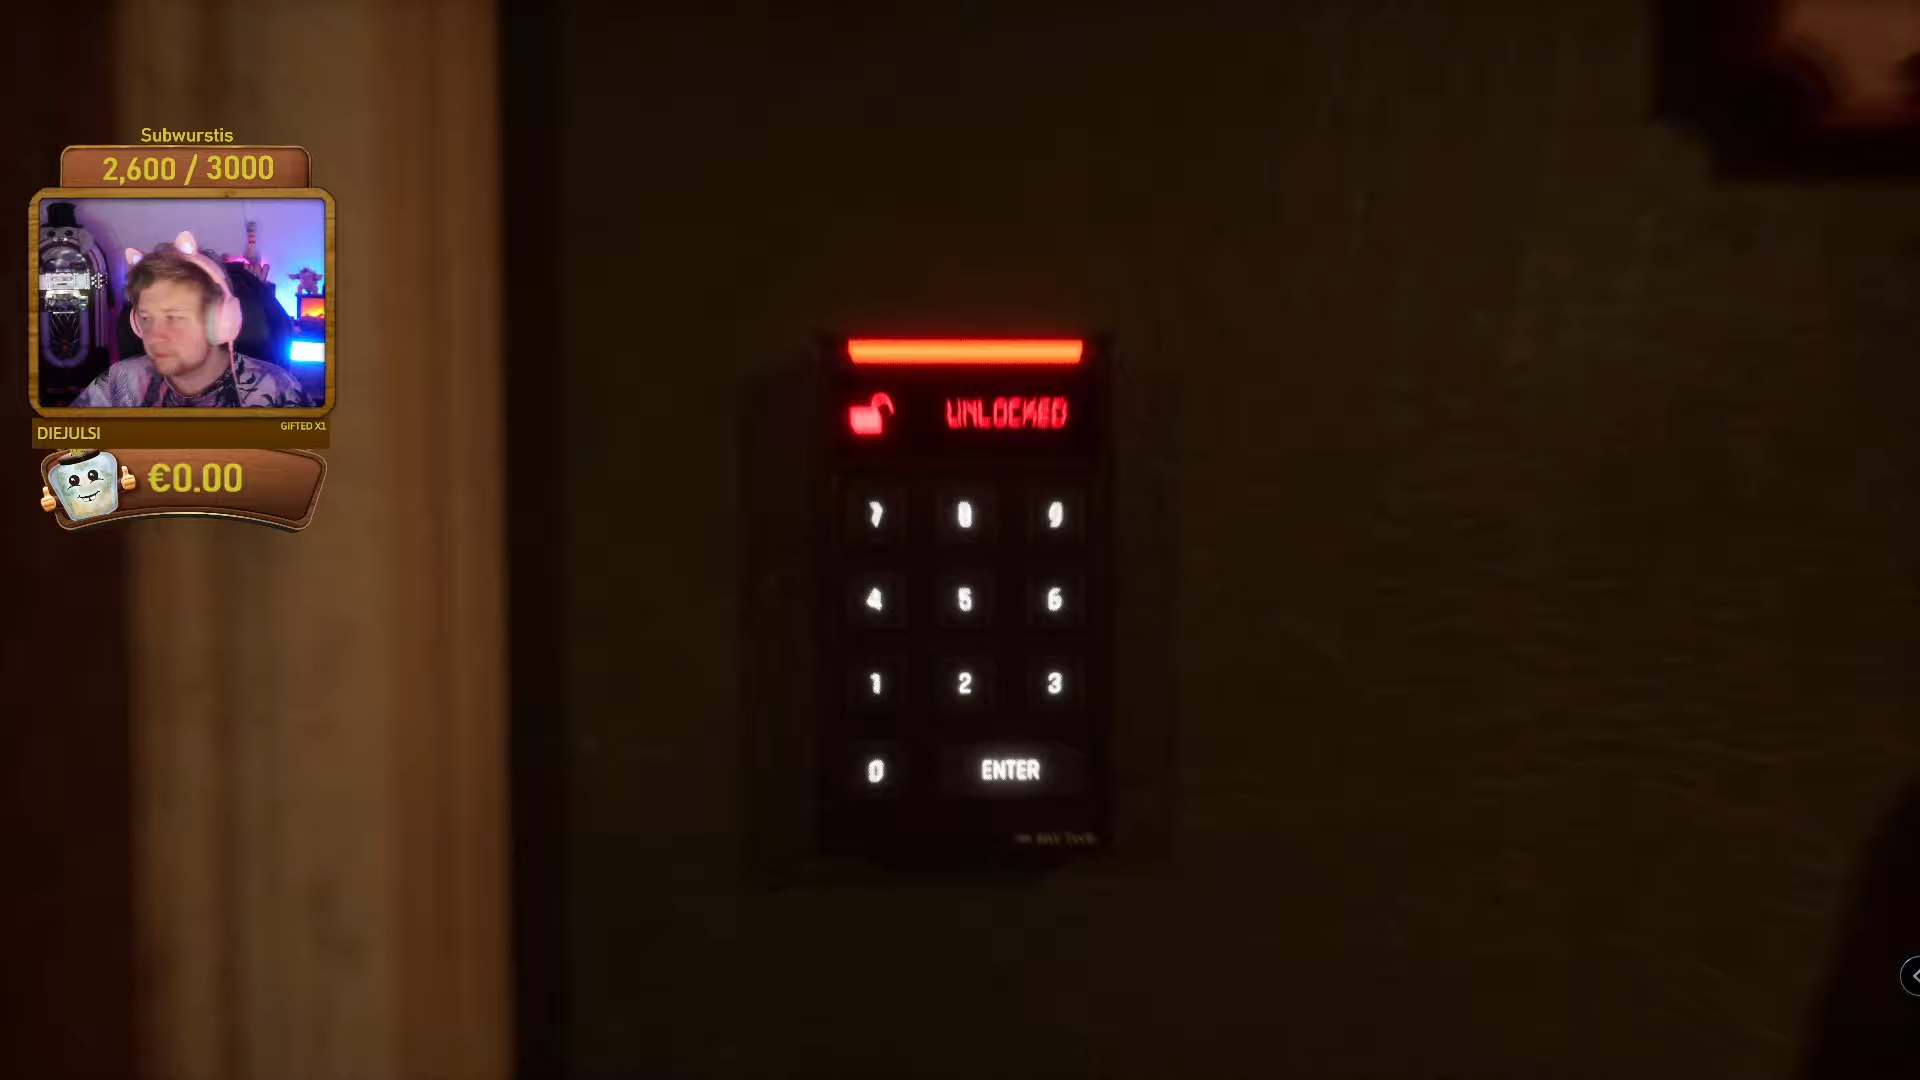 Subwurstis
2,600 / 3000
DIEJULSI
GIFTED X1
€0.00
UNLOCKED
7 8 9
4 5 6
1 2 3
0 ENTER